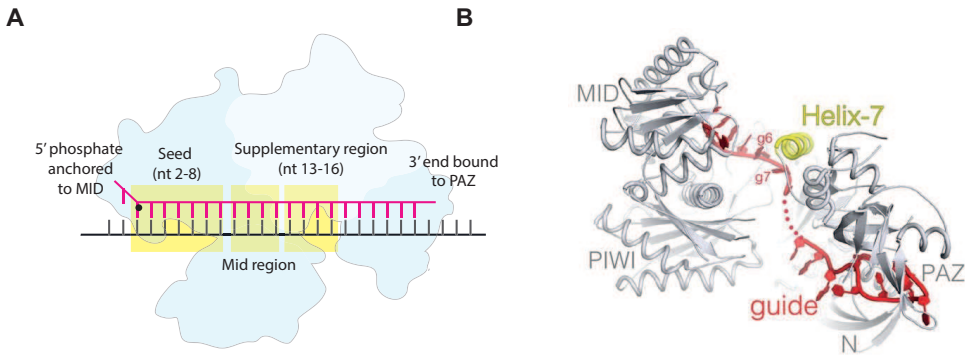 A
5′ phosphate
anchored
to MID
Seed
(nt 2-8)
Supplementary region
(nt 13-16)
3′ end bound
to PAZ
Mid region
B
MID
Helix-7
g6
g7
PIWI
PAZ
guide
N